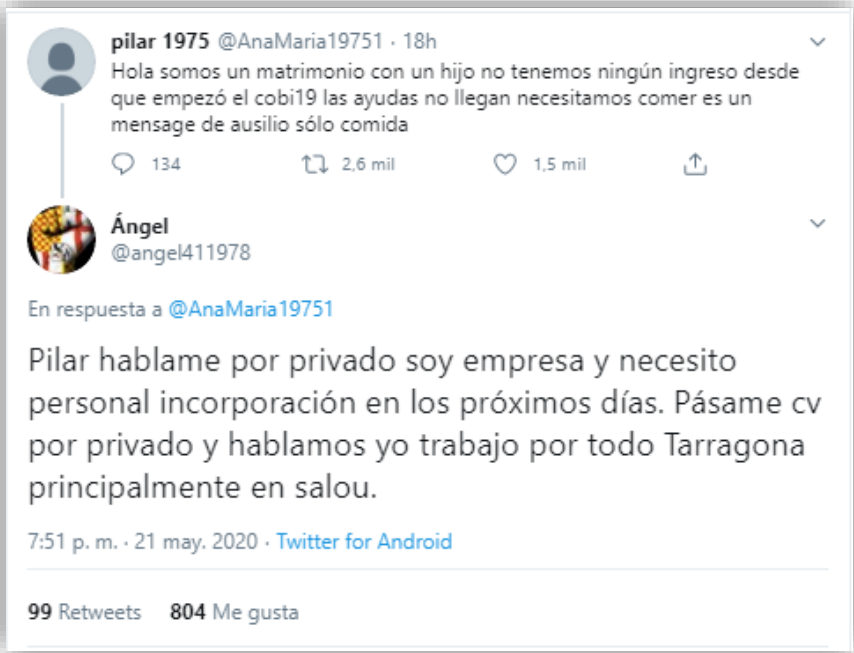 pilar 1975 @AnaMaria19751 · 18h
Hola somos un matrimonio con un hijo no tenemos ningún ingreso desde
que empezó el cobi19 las ayudas no llegan necesitamos comer es un
mensage de ausilio sólo comida
134 2,6 mil 1,5 mil
Ángel
@angel411978
En respuesta a @AnaMaria19751
Pilar hablame por privado soy empresa y necesito
personal incorporación en los próximos días. Pásame cv
por privado y hablamos yo trabajo por todo Tarragona
principalmente en salou.
7:51 p. m. · 21 may. 2020 · Twitter for Android
99 Retweets 804 Me gusta